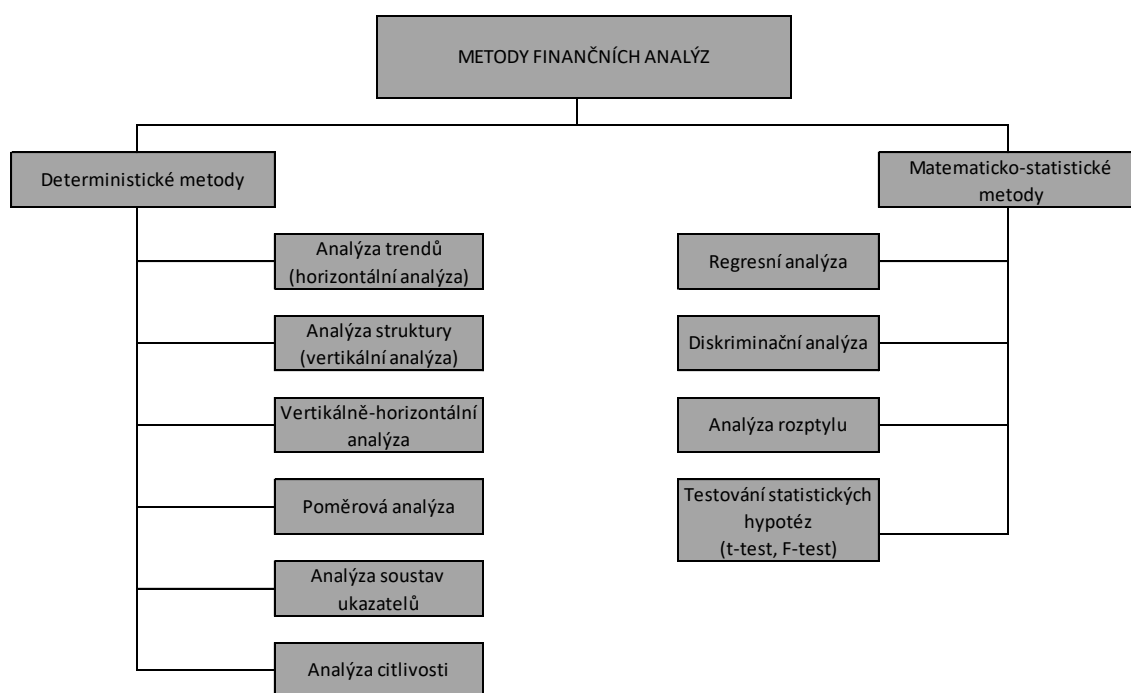 METODY FINANČNÍCH ANALÝZ
Deterministické metody
Analýza trendů
(horizontální analýza)
Analýza struktury
(vertikální analýza)
Vertikálně-horizontální
analýza
Poměrová analýza
Analýza soustav
ukazatelů
Analýza citlivosti
Matematicko-statistické
metody
Regresní analýza
Diskriminační analýza
Analýza rozptylu
Testování statistických
hypotéz
(t-test, F-test)